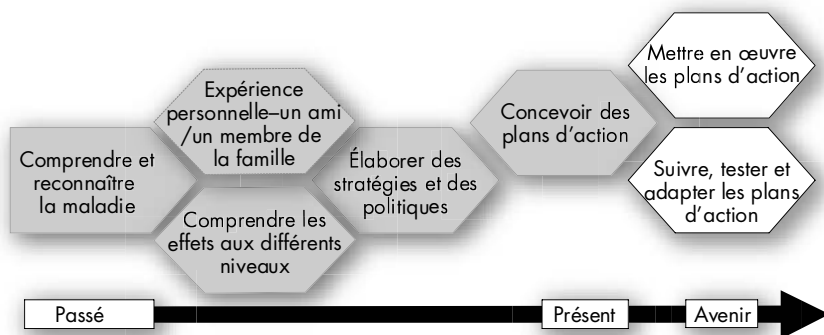 Comprendre et
reconnaître
la maladie
Expérience
personnelle–un ami
/un membre de
la famille
Comprendre les
effets aux différents
niveaux
Élaborer des
stratégies et des
politiques
Concevoir des
plans d’action
Mettre en œuvre
les plans d’action
Suivre, tester et
adapter les plans
d’action
Passé
Présent
Avenir